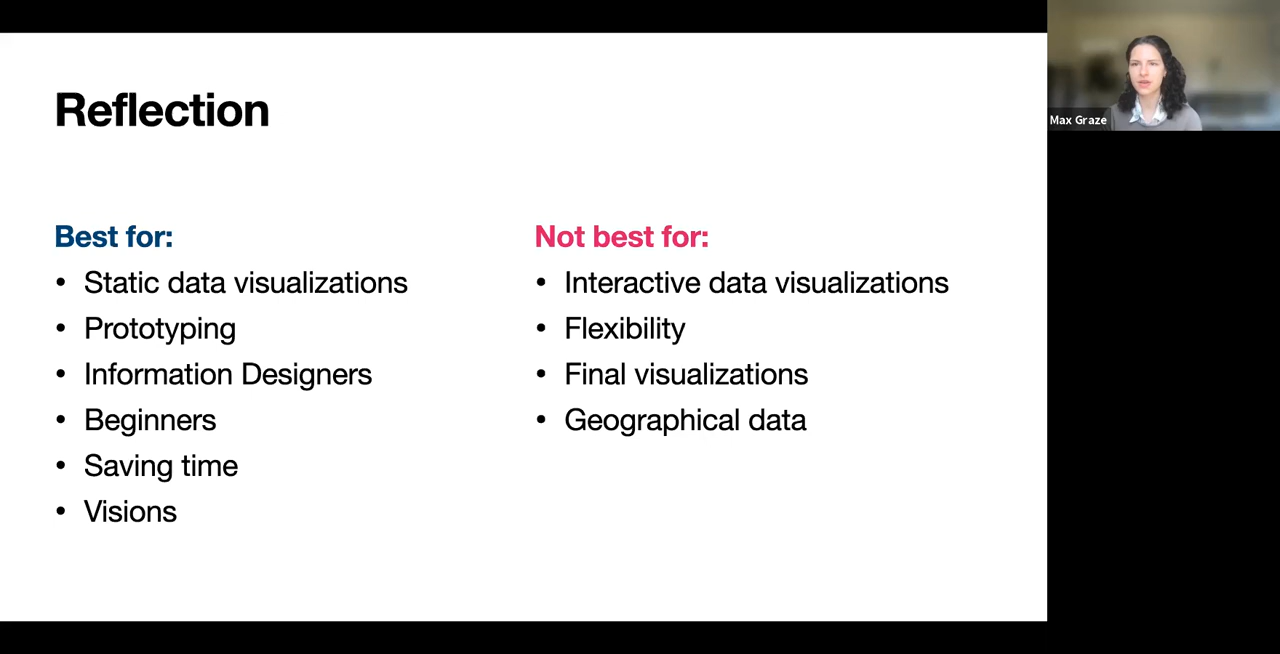 Reflection
Best for:
• Static data visualizations
• Prototyping
• Information Designers
• Beginners
• Saving time
• Visions
Not best for:
• Interactive data visualizations
• Flexibility
• Final visualizations
• Geographical data
Max Graze